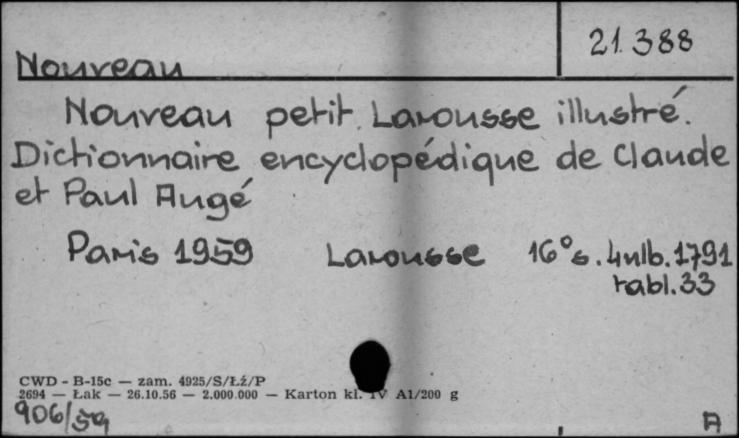 21.388
Nouveau
Nouveau petit Larousse illustré.
Dictionnaire encyclopédique de Claude
et Paul Augé
Paris 1959 Larousse 16° s. 4nlb. 1791
tabl. 33
CWD - B-15c — zam. 4925/S/Łź/P
2694 — Łak — 26.10.56 — 2.000.000 — Karton kl. IV A1/200 g
906/59
A